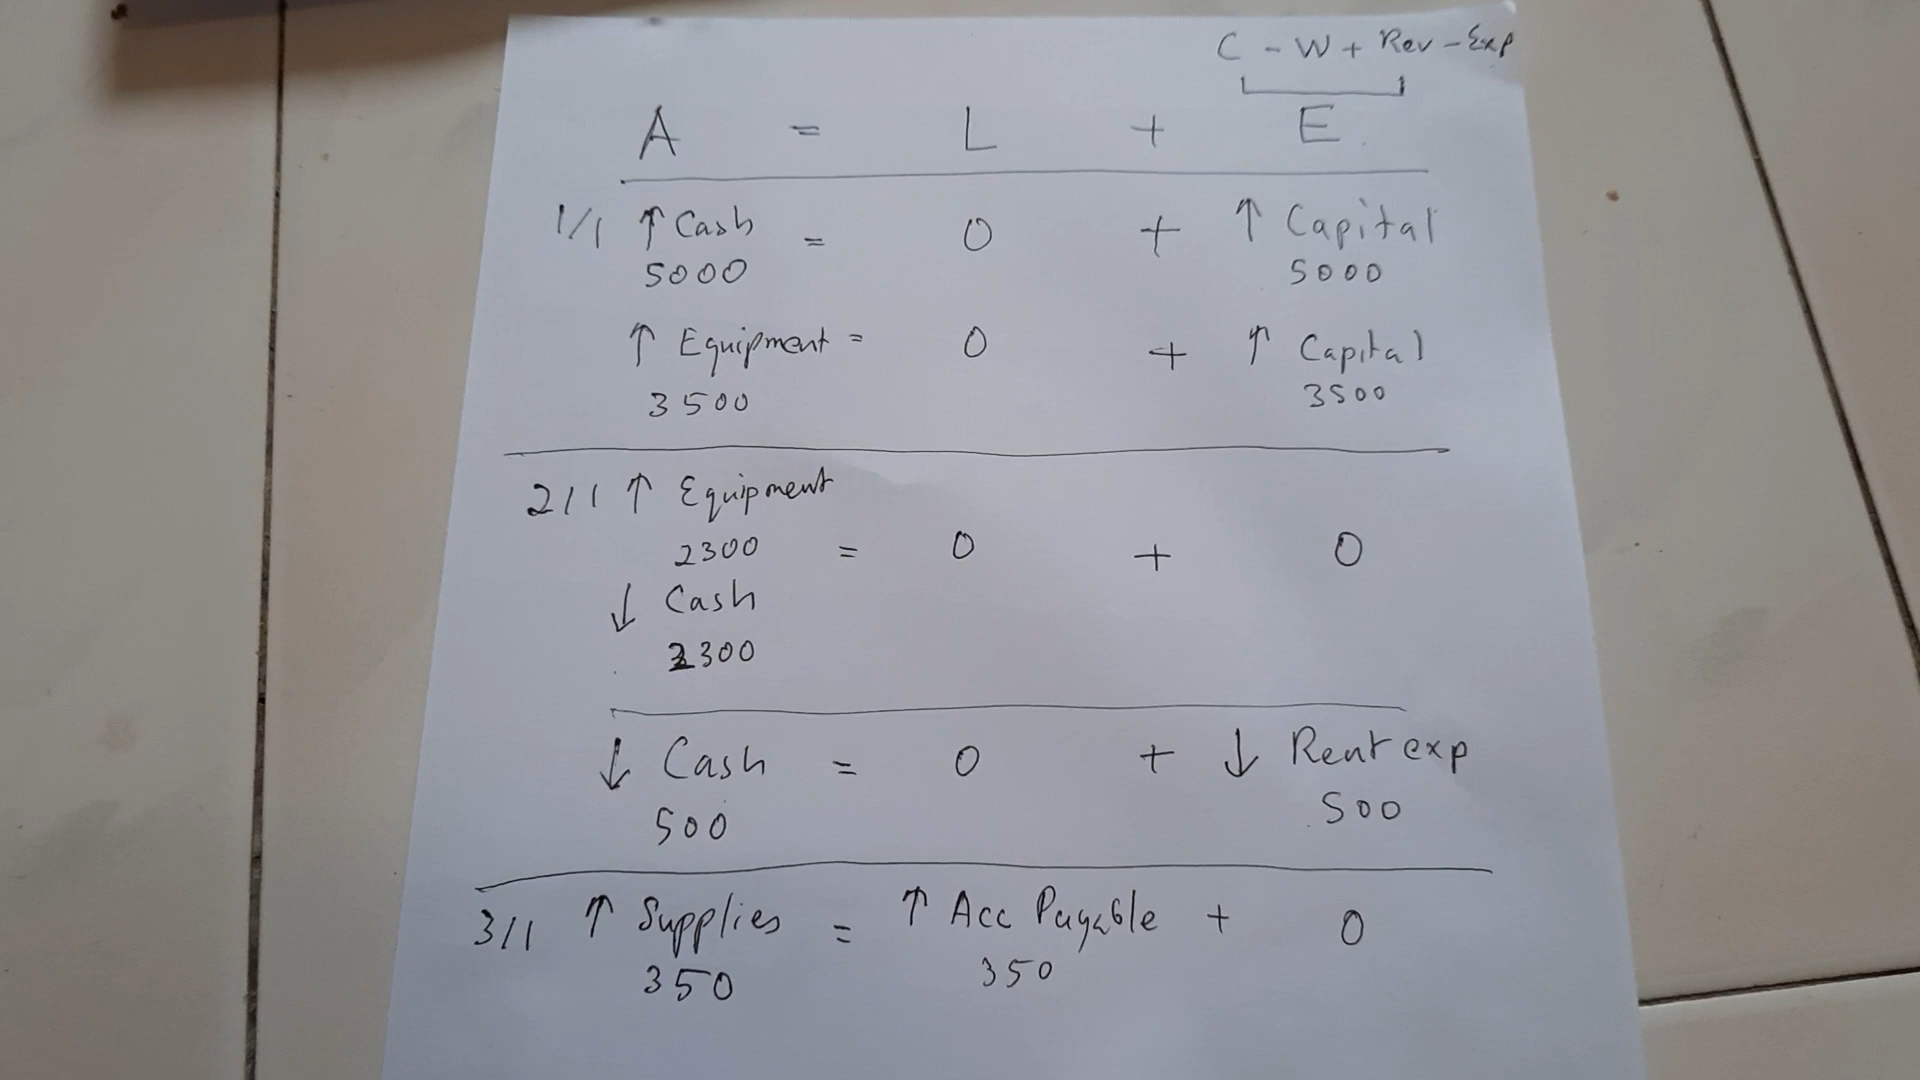 C - W + Rev - Exp
A = L + E
1/1 ↑ Cash = 0 + ↑ Capital
5000 5000
↑ Equipment = 0 + ↑ Capital
3500 3500
2/1 ↑ Equipment
2300 = 0 + 0
↓ Cash
2300
↓ Cash = 0 + ↓ Rent exp
500 500
3/1 ↑ Supplies = ↑ Acc Payable + 0
350 350